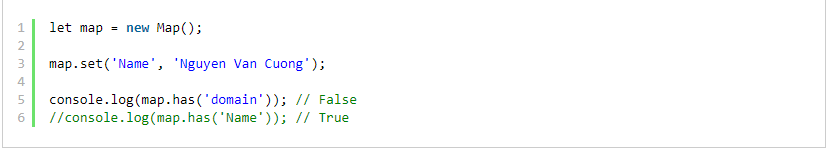 1 let map = new Map();
2
3 map.set('Name', 'Nguyen Van Cuong');
4
5 console.log(map.has('domain')); // False
6 //console.log(map.has('Name')); // True